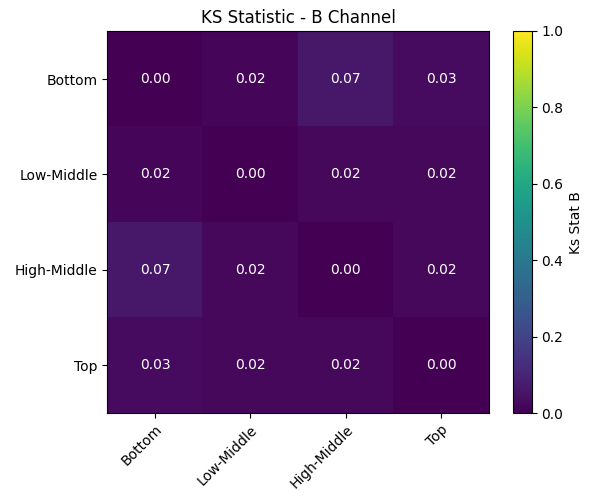 KS Statistic - B Channel
Bottom 0.00 0.02 0.07 0.03
Low-Middle 0.02 0.00 0.02 0.02
High-Middle 0.07 0.02 0.00 0.02
Top 0.03 0.02 0.02 0.00
Bottom Low-Middle High-Middle Top
1.0
0.8
0.6
0.4
0.2
0.0
Ks Stat B